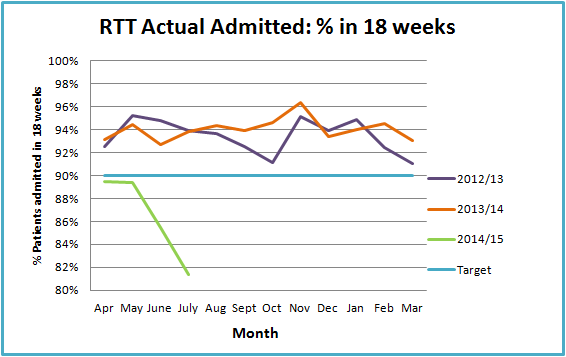 RTT Actual Admitted: % in 18 weeks
% Patients admitted in 18 weeks
100%
98%
96%
94%
92%
90%
88%
86%
84%
82%
80%
Apr May June July Aug Sept Oct Nov Dec Jan Feb Mar
Month
2012/13
2013/14
2014/15
Target